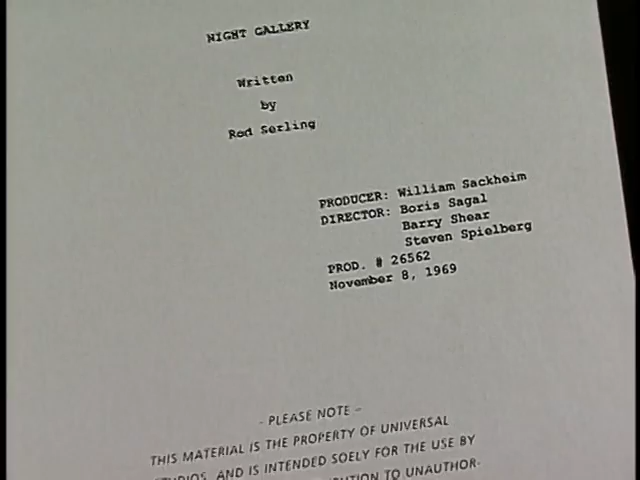 NIGHT GALLERY
Written
by
Rod Serling
PRODUCER: William Sackheim
DIRECTOR: Boris Sagal
Barry Shear
Steven Spielberg
PROD. # 26562
November 8, 1969
- PLEASE NOTE -
THIS MATERIAL IS THE PROPERTY OF UNIVERSAL
AND IS INTENDED SOELY FOR THE USE BY
TO UNAUTHOR-